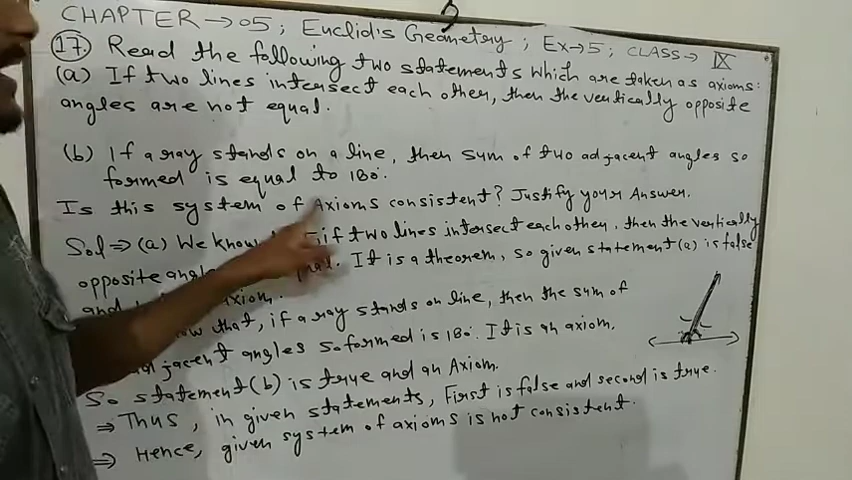 CHAPTER → 05 ; Euclid's Geometry ; Ex→5 ; CLASS→ IX
17. Read the following two statements which are taken as axioms:
(a) If two lines intersect each other, then the vertically opposite
angles are not equal.
(b) If a ray stands on a line, then sum of two adjacent angles so
formed is equal to 180°.
Is this system of Axioms consistent? Justify your Answer.
Sol ⇒ (a) We know if two lines intersect each other, then the vertically
opposite It is a theorem, so given statement (a) is false
axiom.
that, if a ray stands on line, then the sum of
angles so formed is 180°. It is an axiom.
So statement (b) is true and an Axiom.
⇒ Thus, in given statements, First is false and second is true.
⇒ Hence, given system of axioms is not consistent.